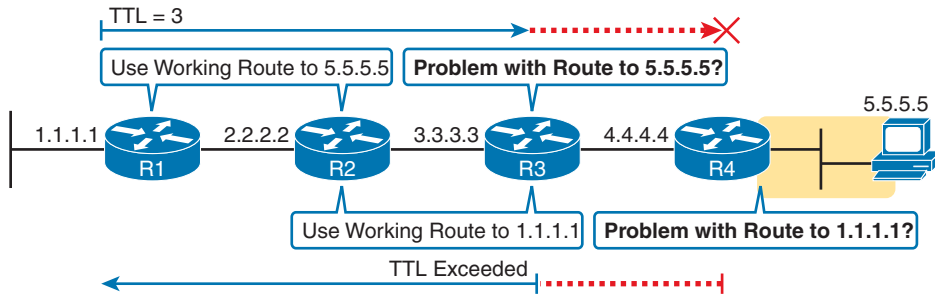 TTL = 3
Use Working Route to 5.5.5.5
Problem with Route to 5.5.5.5?
5.5.5.5
1.1.1.1
2.2.2.2
3.3.3.3
4.4.4.4
R1
R2
R3
R4
Use Working Route to 1.1.1.1
Problem with Route to 1.1.1.1?
TTL Exceeded